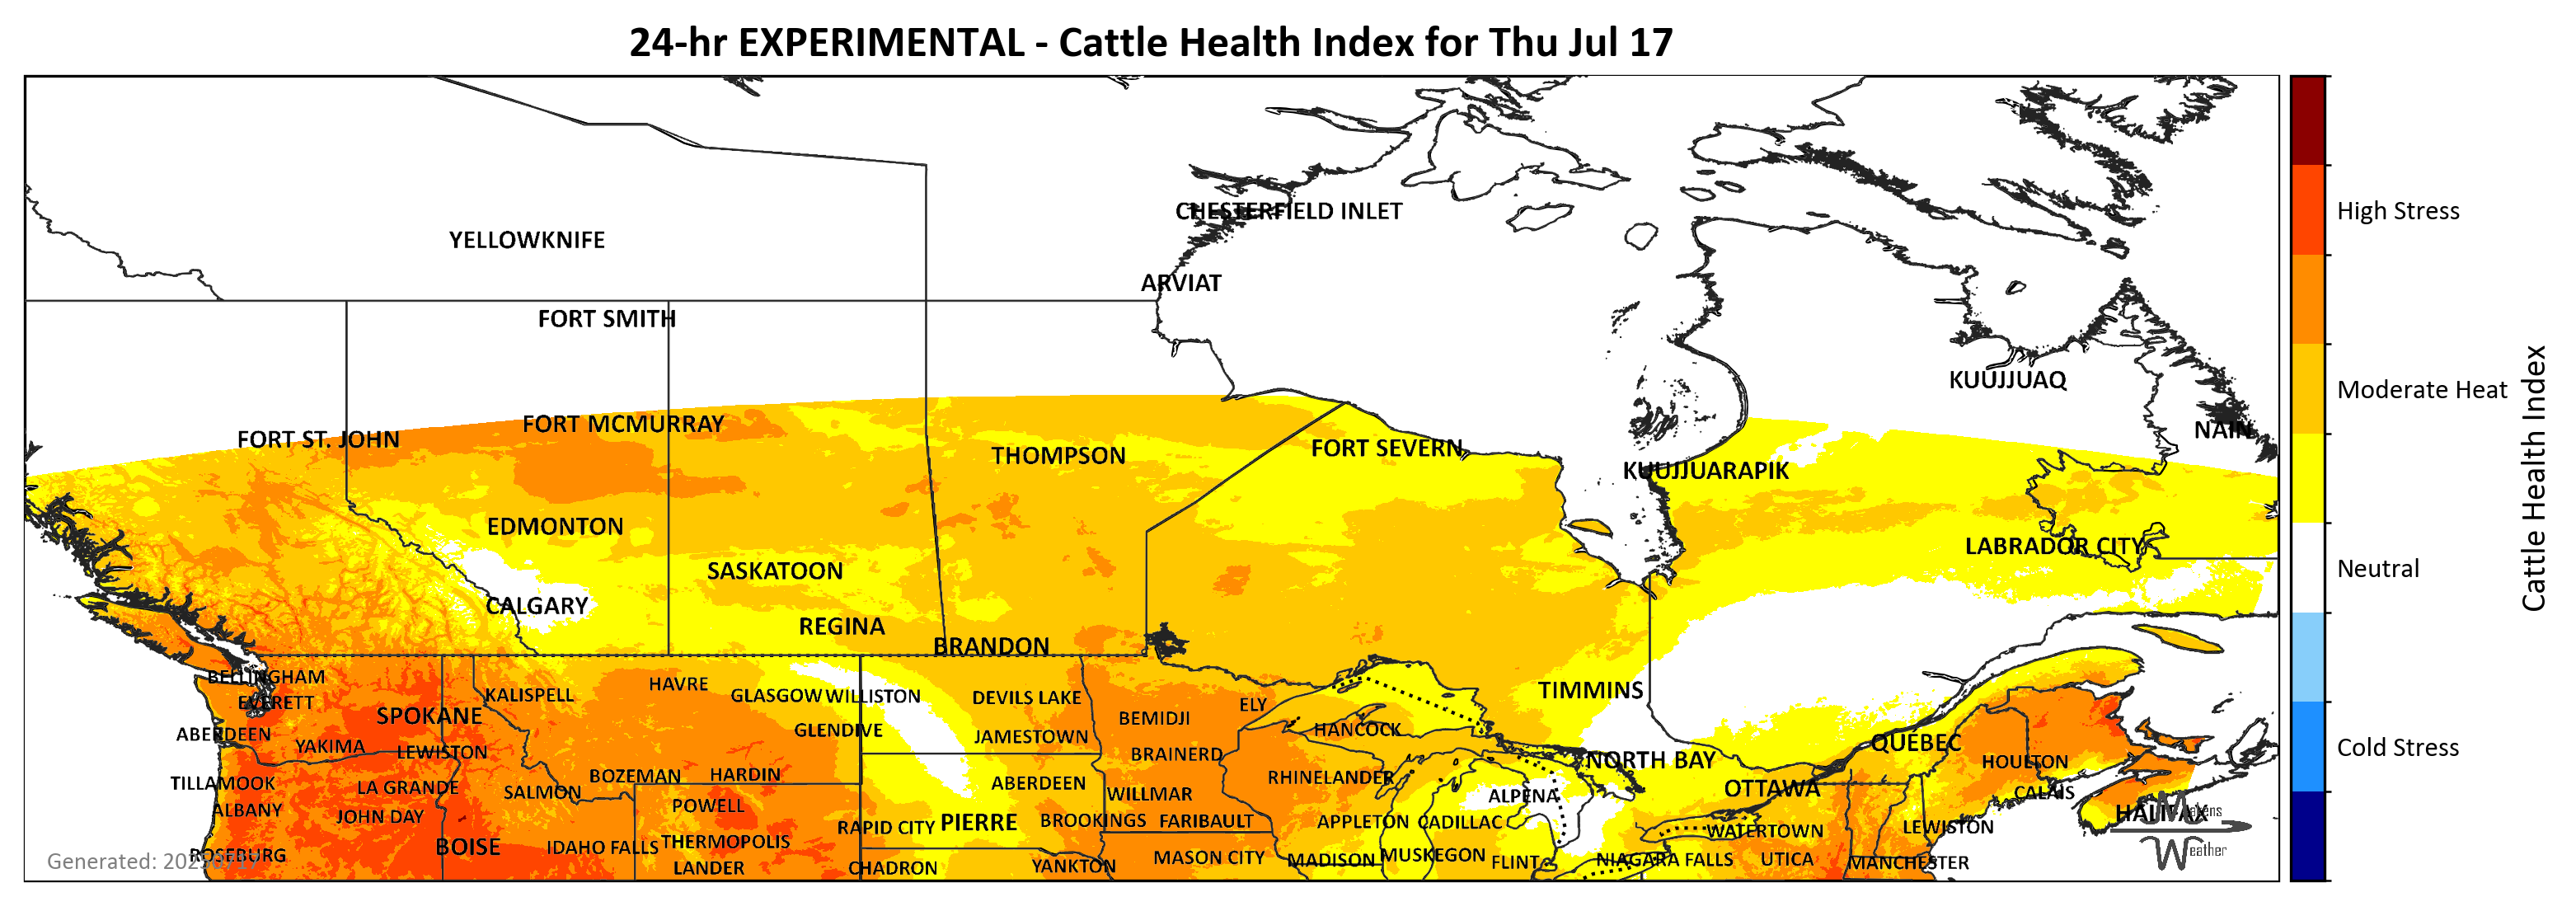 24-hr EXPERIMENTAL - Cattle Health Index for Thu Jul 17
High Stress
CHESTERFIELD INLET
YELLOWKNIFE
ARVIAT
FORT SMITH
KUUJJUAQ
Moderate Heat
Cattle Health Index
FORT MCMURRAY
NAIN
FORT ST. JOHN
FORT SEVERN
THOMPSON
KUUJJUARAPIK
EDMONTON
LABRADOR CITY
SASKATOON
Neutral
CALGARY
REGINA
BRANDON
BELLINGHAM
HAVRE
KALISPELL
GLASGOW
WILLISTON
DEVILS LAKE
TIMMINS
EVERETT
ELY
SPOKANE
BEMIDJI
GLENDIVE
HANCOCK
ABERDEEN
JAMESTOWN
QUEBEC
YAKIMA
LEWISTON
BRAINERD
NORTH BAY
HOULTON
Cold Stress
BOZEMAN
HARDIN
RHINELANDER
TILLAMOOK
LA GRANDE
SALMON
ABERDEEN
WILLMAR
ALPENA
OTTAWA
CALAIS
ALBANY
JOHN DAY
POWELL
HALIFAX
Makens
Weather
RAPID CITY
PIERRE
BROOKINGS
FARIBAULT
APPLETON
CADILLAC
WATERTOWN
LEWISTON
BOISE
IDAHO FALLS
THERMOPOLIS
ROSEBURG
MASON CITY
MADISON
MUSKEGON
FLINT
NIAGARA FALLS
UTICA
MANCHESTER
LANDER
CHADRON
YANKTON
Generated: